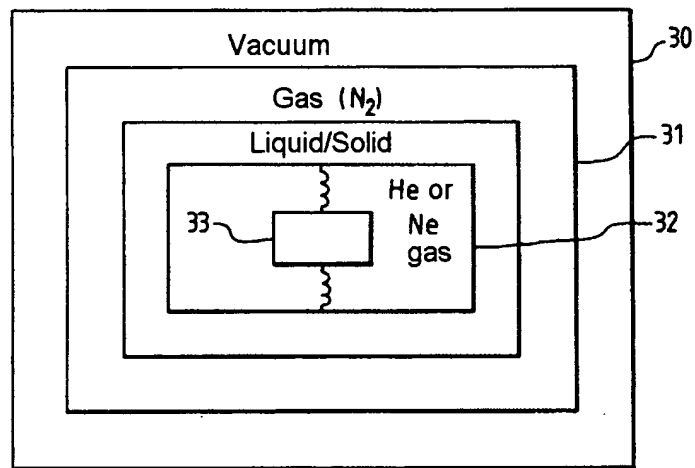 Vacuum
30
Gas (N₂)
31
Liquid/Solid
He or
Ne
gas
32
33